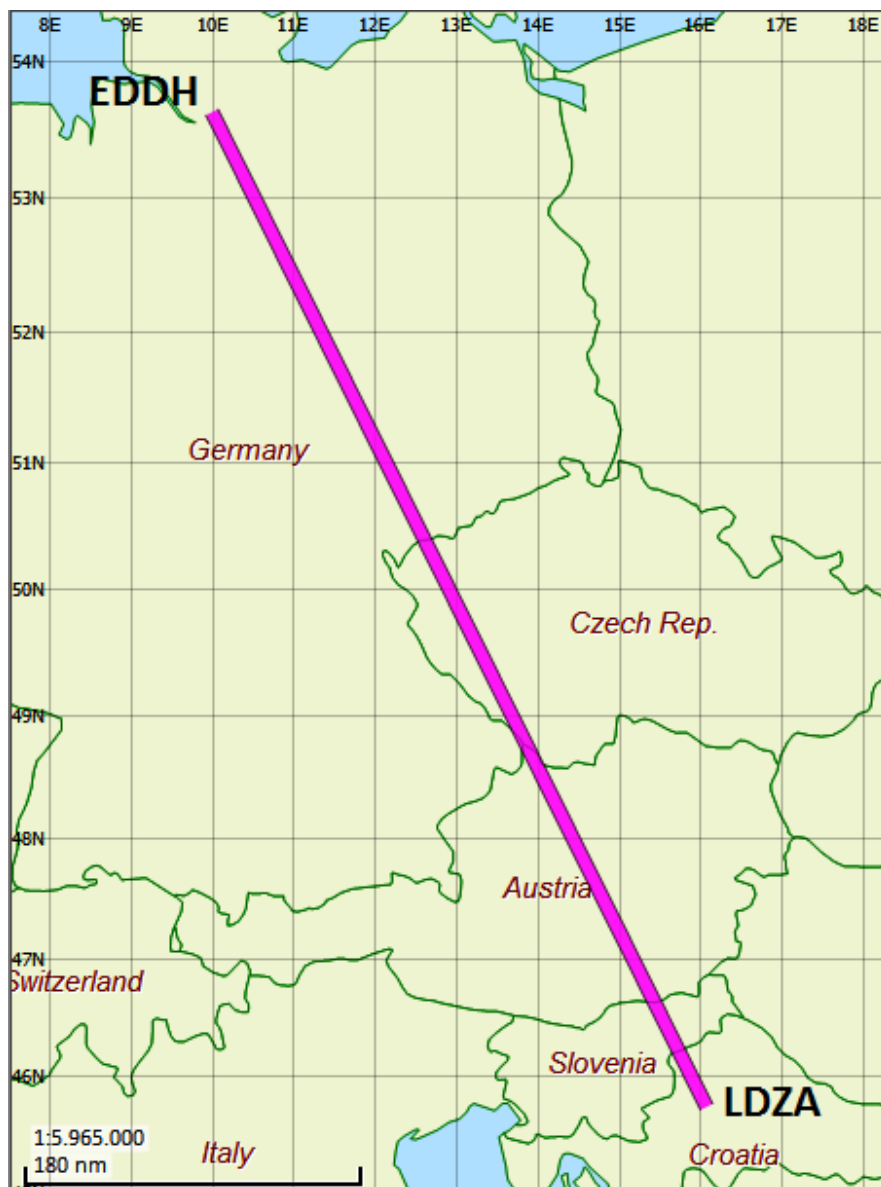 8E 9E 10E 11E 12E 13E 14E 15E 16E 17E 18E
54N
EDDH
53N
52N
Germany
51N
50N
Czech Rep.
49N
48N
Austria
47N
Switzerland
Slovenia
46N
LDZA
1:5.965.000
Italy
Croatia
180 nm